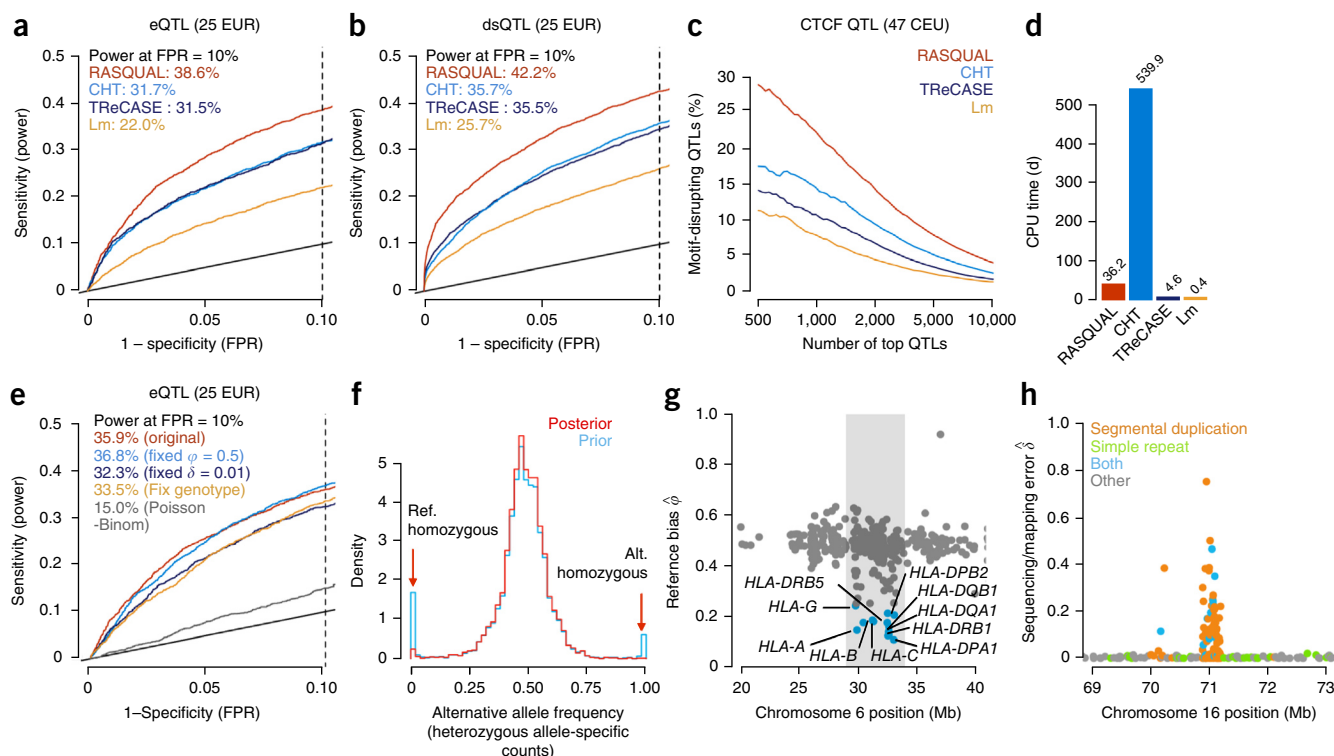 a
eQTL (25 EUR)
Sensitivity (power)
0.5
0.4
0.3
0.2
0.1
0
Power at FPR = 10%
RASQUAL: 38.6%
CHT: 31.7%
TReCASE : 31.5%
Lm: 22.0%
0
0.05
0.10
1 – specificity (FPR)
b
dsQTL (25 EUR)
Sensitivity (power)
0.5
0.4
0.3
0.2
0.1
0
Power at FPR = 10%
RASQUAL: 42.2%
CHT: 35.7%
TReCASE : 35.5%
Lm: 25.7%
0
0.05
0.10
1 – specificity (FPR)
c
CTCF QTL (47 CEU)
RASQUAL
CHT
TReCASE
Lm
Motif-disrupting QTLs (%)
30
25
20
15
10
5
0
500
1,000
2,000
5,000
10,000
Number of top QTLs
d
CPU time (d)
500
400
300
200
100
0
36.2
539.9
4.6
0.4
RASQUAL
CHT
TReCASE
Lm
e
eQTL (25 EUR)
Sensitivity (power)
0.5
0.4
0.3
0.2
0.1
0
Power at FPR = 10%
35.9% (original)
36.8% (fixed φ = 0.5)
32.3% (fixed δ = 0.01)
33.5% (Fix genotype)
15.0% (Poisson
-Binom)
0
0.05
0.10
1–Specificity (FPR)
f
Posterior
Prior
Ref.
homozygous
Alt.
homozygous
Density
5
4
3
2
1
0
0
0.25
0.50
0.75
1.00
Alternative allele frequency
(heterozygous allele-specific
counts)
g
Refernce bias φ̂
1.0
0.8
0.6
0.4
0.2
0
HLA-DRB5
HLA-G
HLA-A
HLA-B
HLA-C
HLA-DPB2
HLA-DQB1
HLA-DQA1
HLA-DRB1
HLA-DPA1
20
30
40
Chromosome 6 position (Mb)
h
Sequencing/mapping error δ̂
1.0
0.8
0.6
0.4
0.2
0
Segmental duplication
Simple repeat
Both
Other
69
70
71
72
73
Chromosome 16 position (Mb)